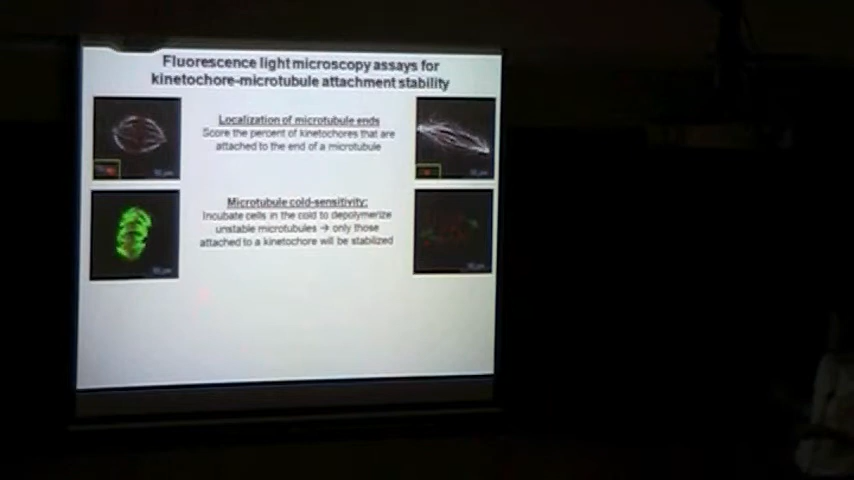 Fluorescence light microscopy assays for
kinetochore-microtubule attachment stability
Localization of microtubule ends
Score the percent of kinetochores that are
attached to the end of a microtubule
Microtubule cold-sensitivity:
Incubate cells in the cold to depolymerize
unstable microtubules → only those
attached to a kinetochore will be stabilized